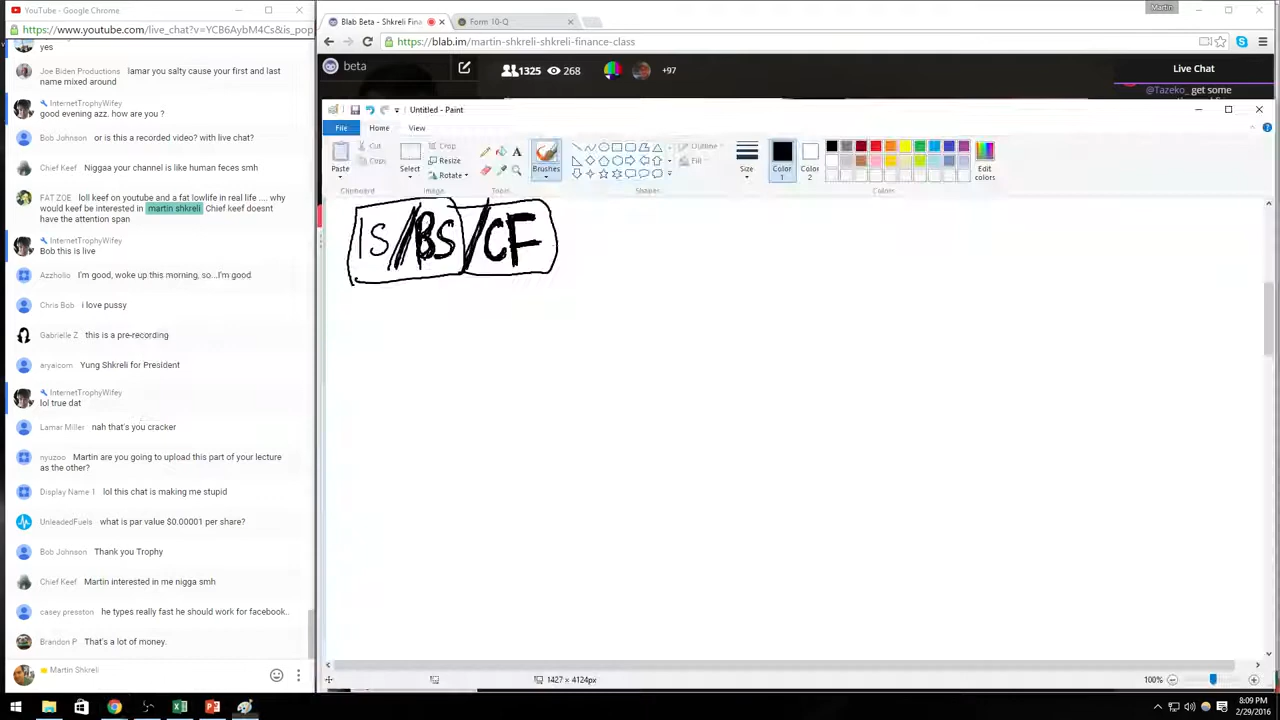 YouTube - Google Chrome
https://www.youtube.com/live_chat?v=YCB6AybM4Cs&is_pop
yes
Joe Biden Productions lamar you salty cause your first and last
name mixed around
InternetTrophyWifey
good evening azz. how are you ?
Bob Johnson or is this a recorded video? with live chat?
Chief Keef Niggaa your channel's is like human feces smh
FAT ZOE loll keef on youtube and a fat lowlife in real life .... why
would keef be interested in martin shkreli Chief keef doesnt
have the attention span
InternetTrophyWifey
Bob this is live
Azzholio I'm good, woke up this morning, so...I'm good
Chris Bob i love pussy
Gabrielle Z this is a pre-recording
aryaicom Yung Shkreli for President
InternetTrophyWifey
lol true dat
Lamar Miller nah that's you cracker
nyuzoo Martin are you going to upload this part of your lecture
as the other?
Display Name 1 lol this chat is making me stupid
UnleadedFuels what is par value $0.00001 per share?
Bob Johnson Thank you Trophy
Chief Keef Martin interested in me nigga smh
casey presston he types really fast he should work for facebook..
Brandon P That's a lot of money.
Martin Shkreli
Martin
Blab Beta - Shkreli Fina
Form 10-Q
https://blab.im/martin-shkreli-shkreli-finance-class
beta
1325 268 +97
Live Chat
@Tazeko_ get some
Untitled - Paint
File Home View
Paste
Cut
Copy
Clipboard
Select
Crop
Resize
Rotate
Image
A
Tools
Brushes
Shapes
Outline
Fill
Size
Color
1
Color
2
Colors
Edit
colors
IS/BS/CF
1427 × 4124px
100%
8:09 PM
2/29/2016